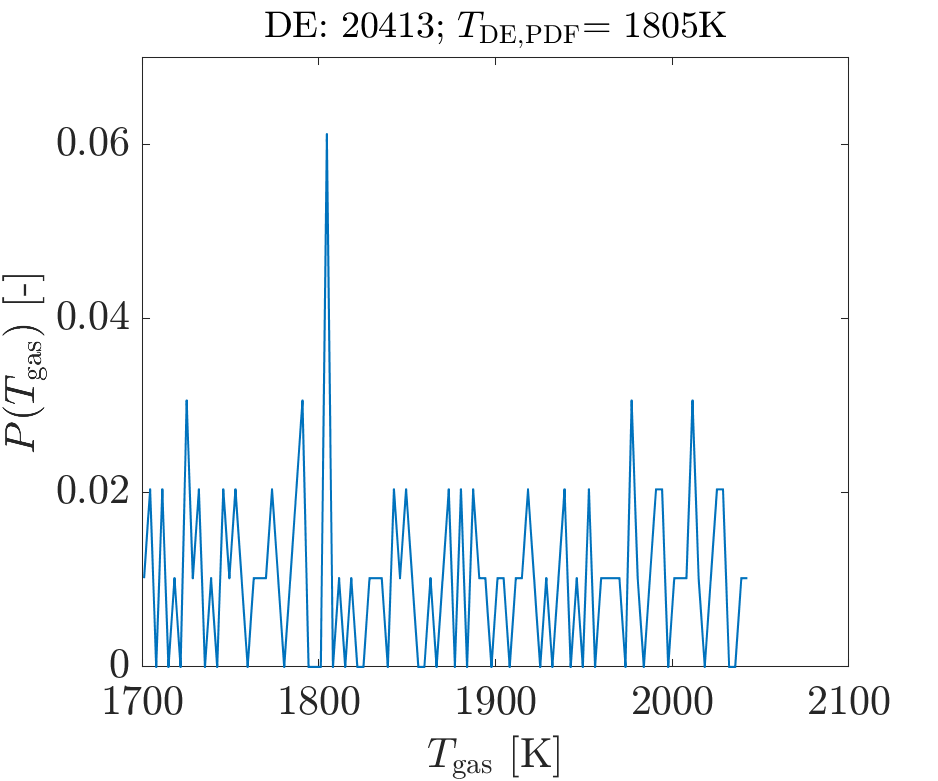 DE: 20413; T_DE,PDF= 1805K
0.06
0.04
0.02
0
P(T_gas) [-]
1700 1800 1900 2000 2100
T_gas [K]